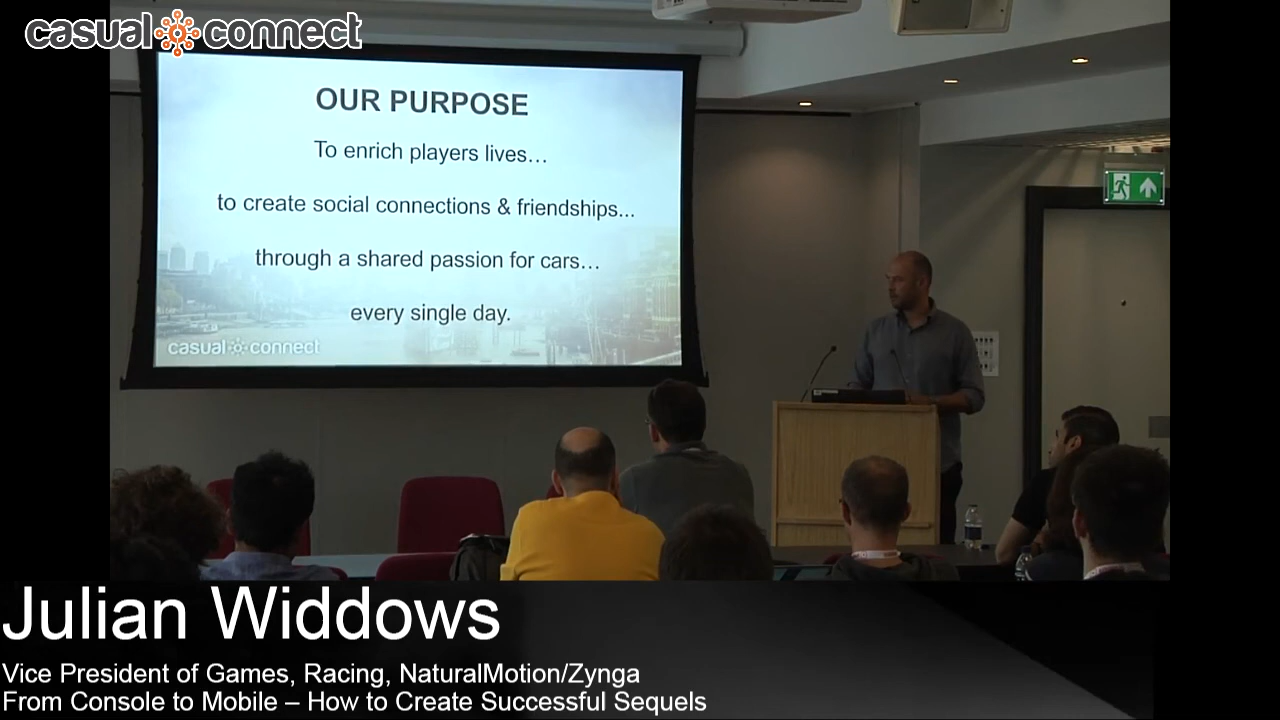 casual connect
OUR PURPOSE
To enrich players lives…
to create social connections & friendships...
through a shared passion for cars…
every single day.
casual connect
Julian Widdows
Vice President of Games, Racing, NaturalMotion/Zynga
From Console to Mobile – How to Create Successful Sequels